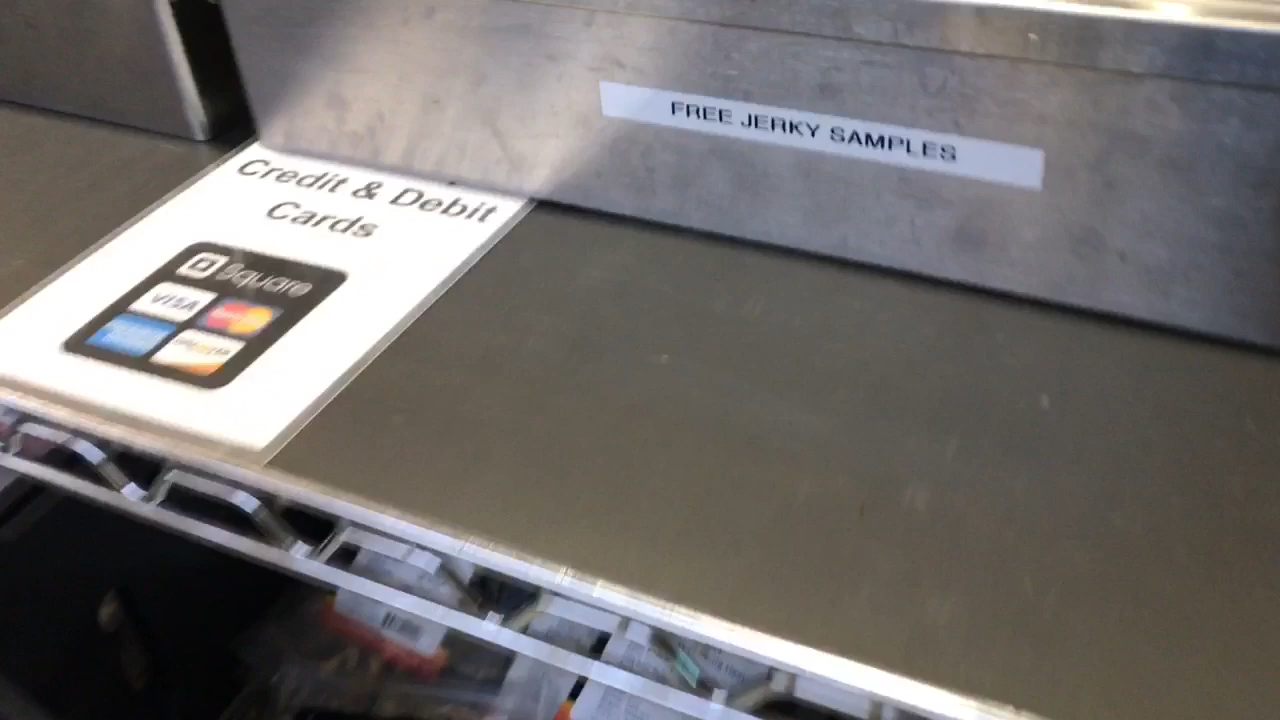 FREE JERKY SAMPLES
Credit & Debit
Cards
Square
VISA